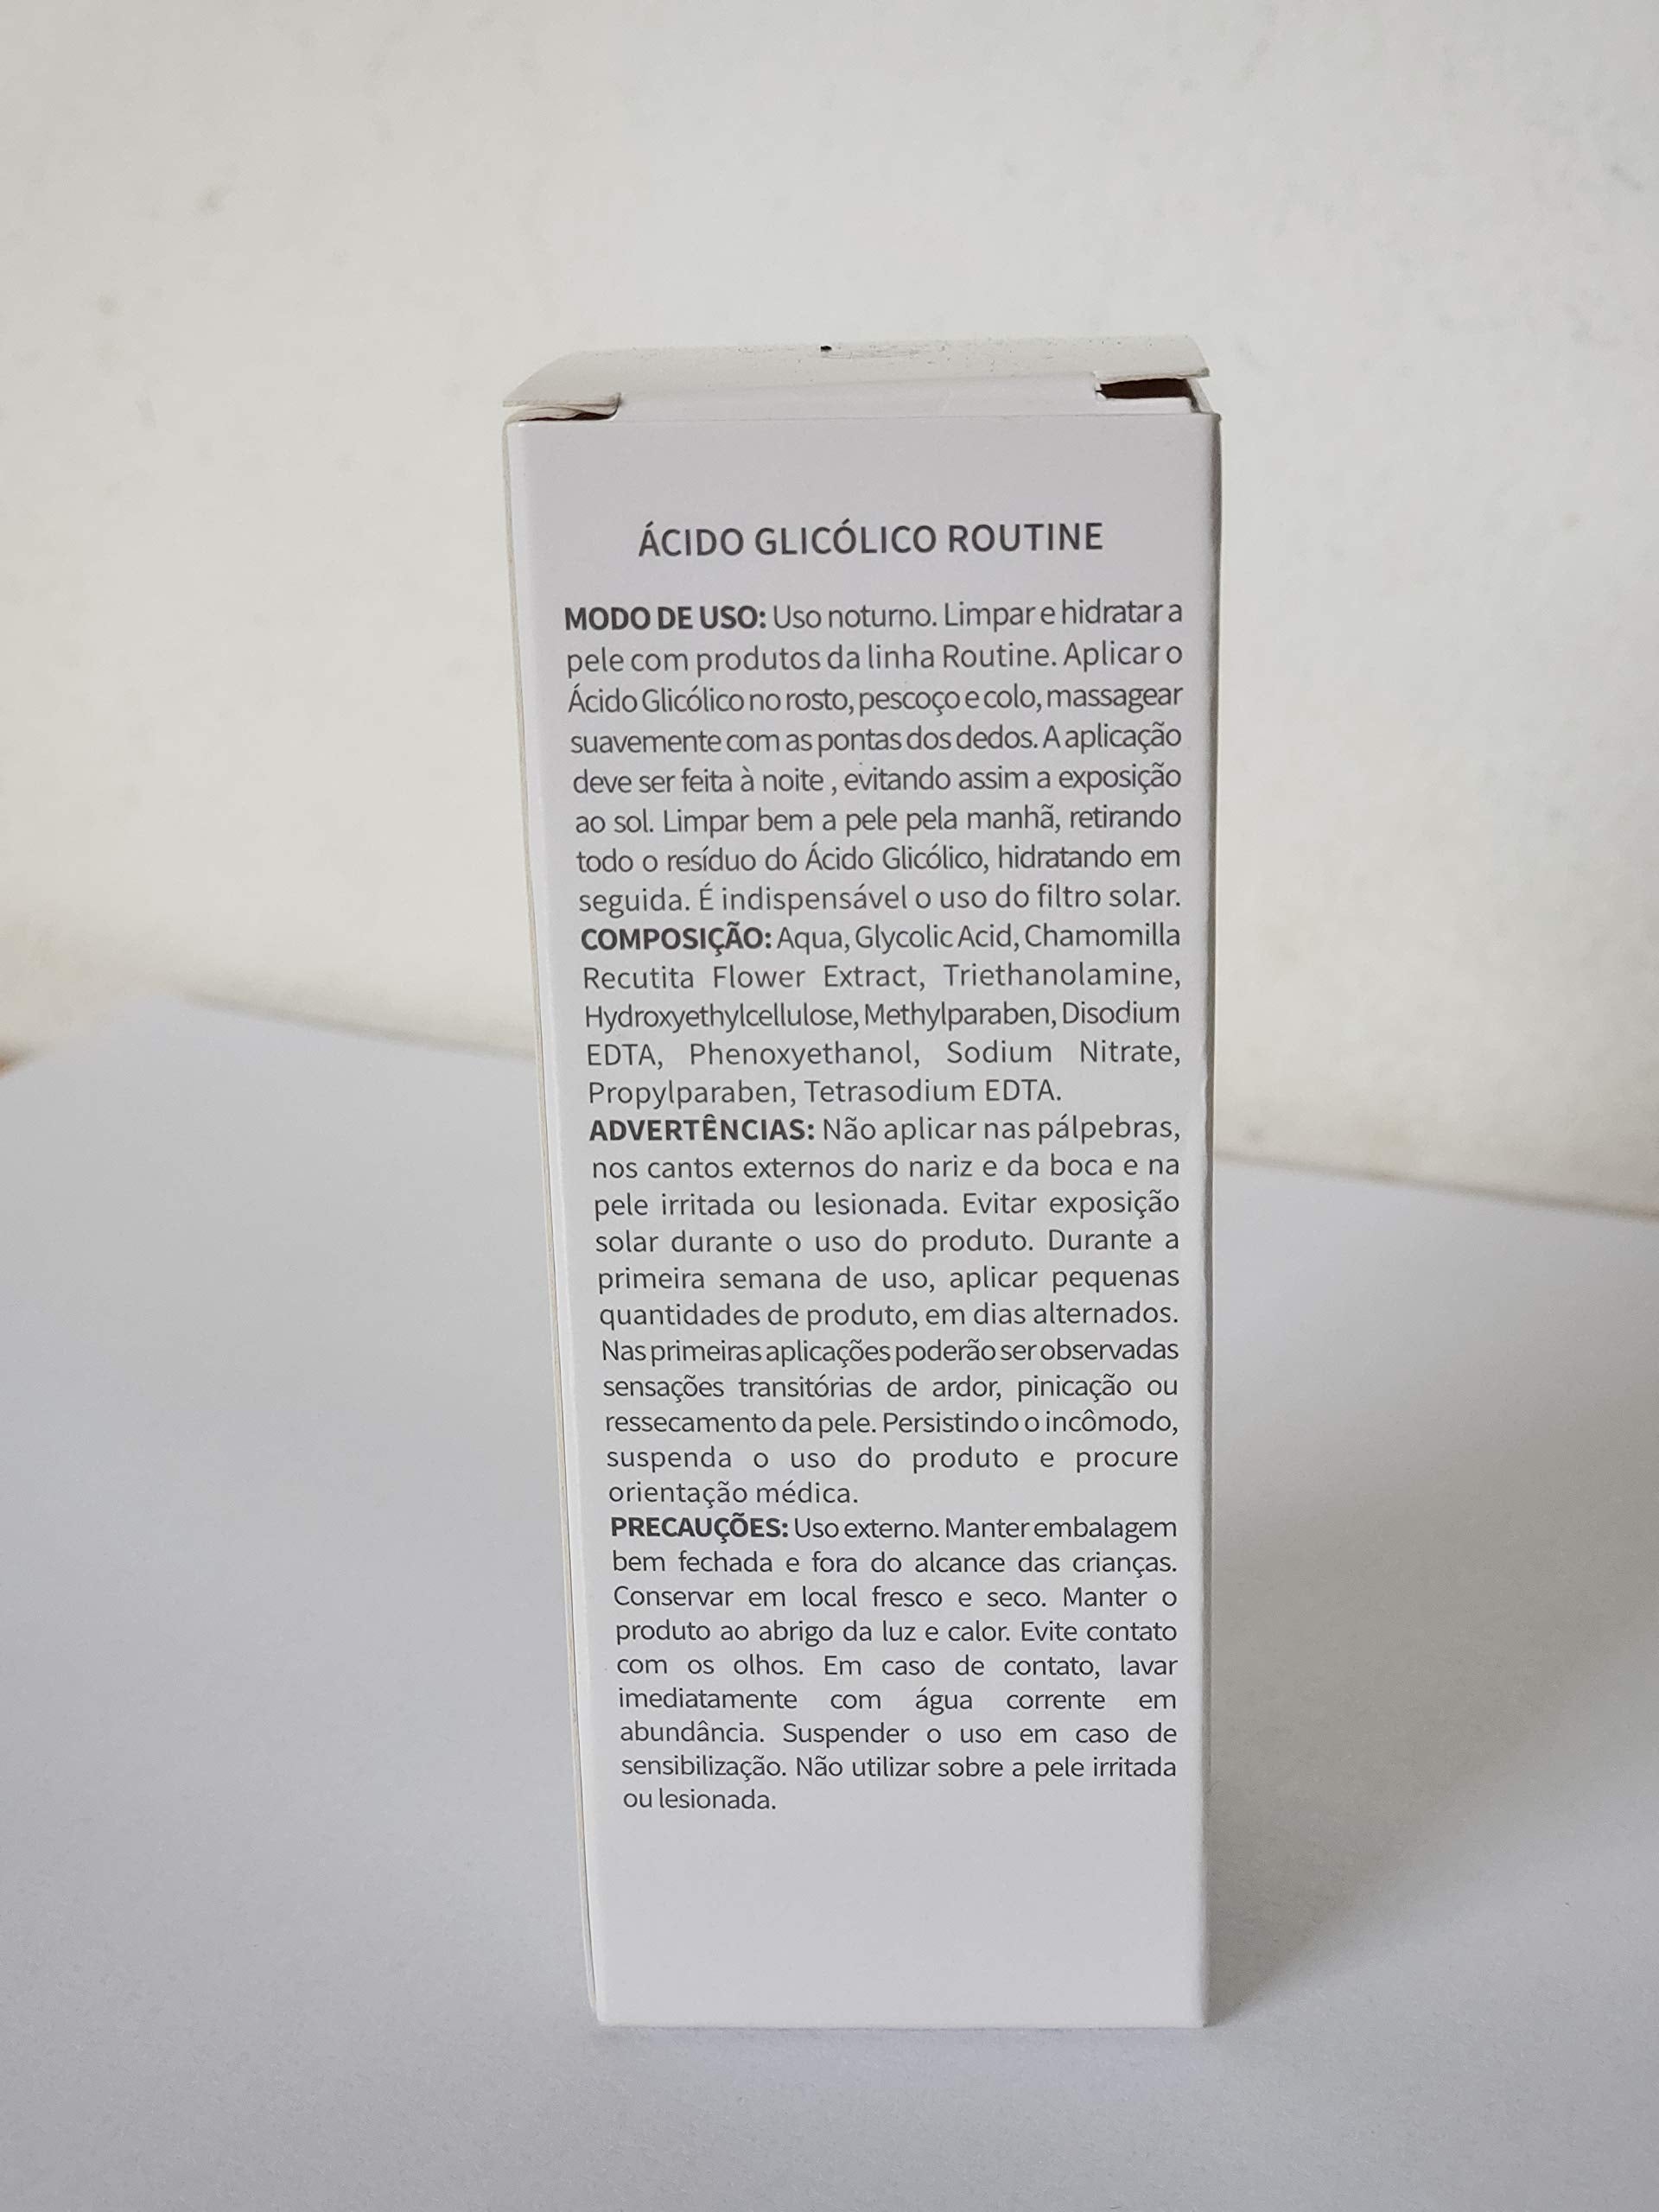 ÁCIDO GLICÓLICO ROUTINE
MODO DE USO: Uso noturno. Limpar e hidratar a
pele com produtos da linha Routine. Aplicar o
Ácido Glicólico no rosto, pescoço e colo, massagear
suavemente com as pontas dos dedos. A aplicação
deve ser feita à noite , evitando assim a exposição
ao sol. Limpar bem a pele pela manhã, retirando
todo o resíduo do Ácido Glicólico, hidratando em
seguida. É indispensável o uso do filtro solar.
COMPOSIÇÃO: Aqua, Glycolic Acid, Chamomilla
Recutita Flower Extract, Triethanolamine,
Hydroxyethylcellulose, Methylparaben, Disodium
EDTA, Phenoxyethanol, Sodium Nitrate,
Propylparaben, Tetrasodium EDTA.
ADVERTÊNCIAS: Não aplicar nas pálpebras,
nos cantos externos do nariz e da boca e na
pele irritada ou lesionada. Evitar exposição
solar durante o uso do produto. Durante a
primeira semana de uso, aplicar pequenas
quantidades de produto, em dias alternados.
Nas primeiras aplicações poderão ser observadas
sensações transitórias de ardor, pinicação ou
ressecamento da pele. Persistindo o incômodo,
suspenda o uso do produto e procure
orientação médica.
PRECAUÇÕES: Uso externo. Manter embalagem
bem fechada e fora do alcance das crianças.
Conservar em local fresco e seco. Manter o
produto ao abrigo da luz e calor. Evite contato
com os olhos. Em caso de contato, lavar
imediatamente com água corrente em
abundância. Suspender o uso em caso de
sensibilização. Não utilizar sobre a pele irritada
ou lesionada.